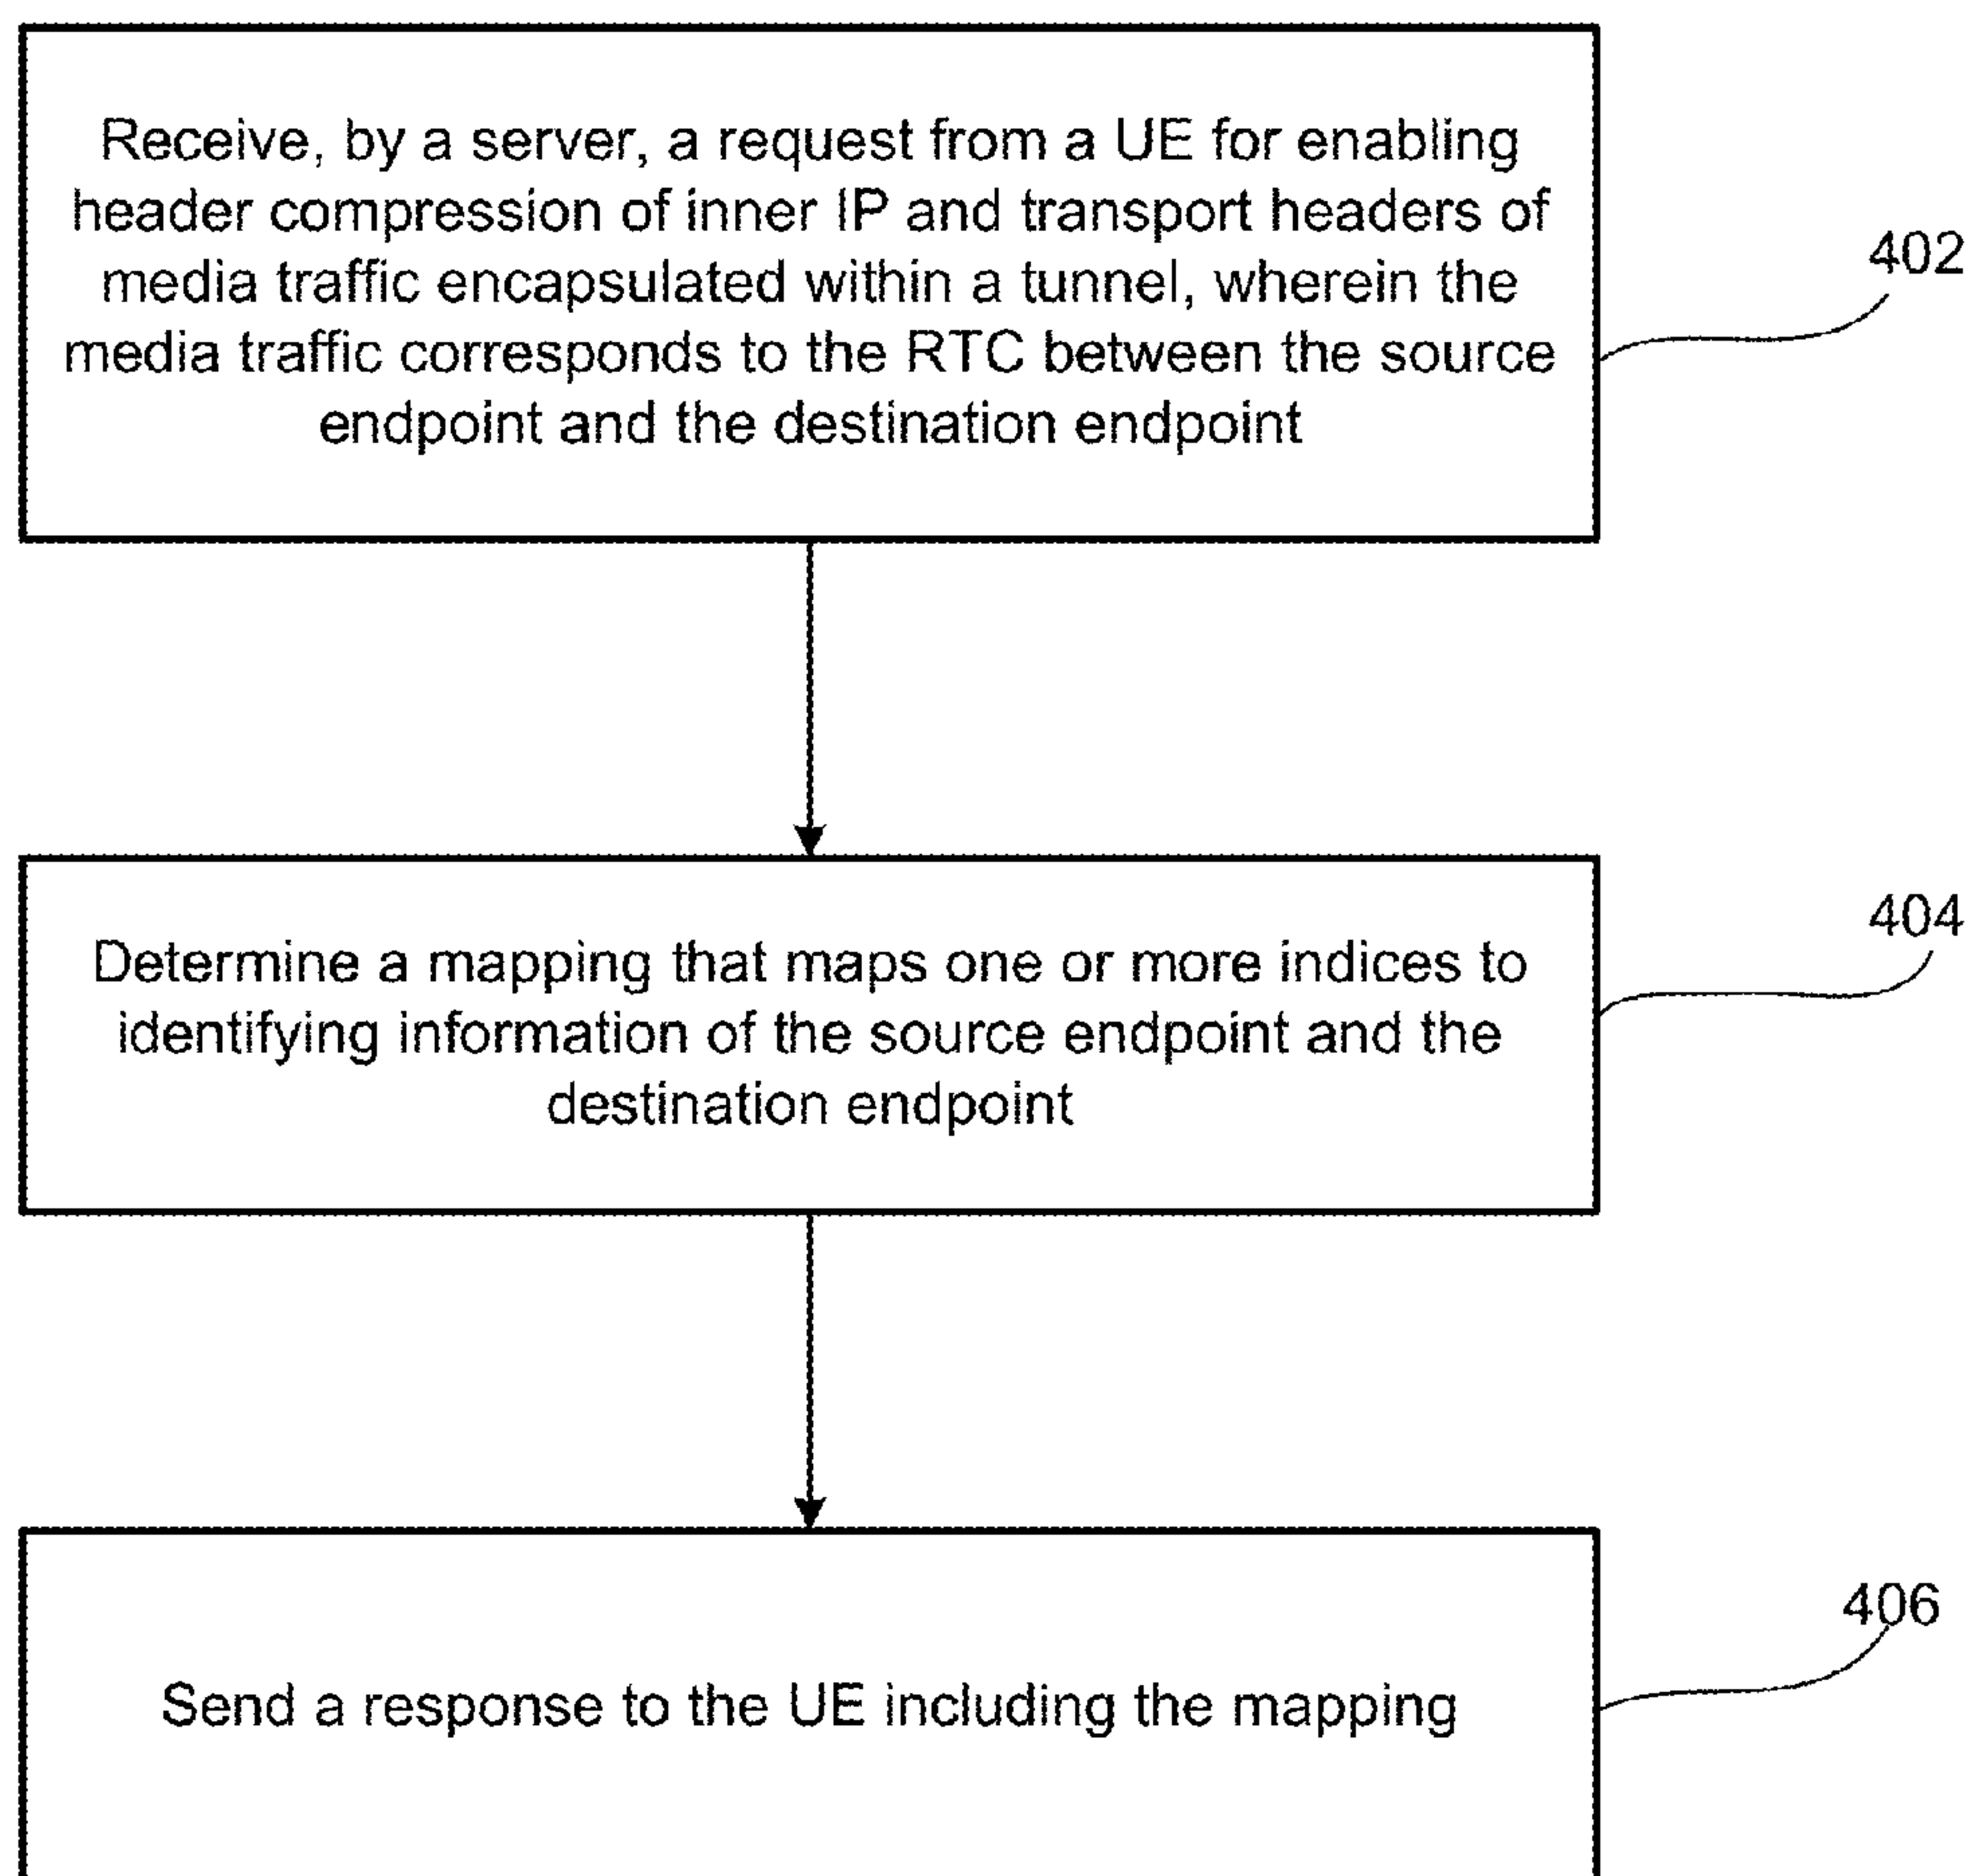 Receive, by a server, a request from a UE for enabling
header compression of inner IP and transport headers of
media traffic encapsulated within a tunnel, wherein the
media traffic corresponds to the RTC between the source
endpoint and the destination endpoint
402
Determine a mapping that maps one or more indices to
identifying information of the source endpoint and the
destination endpoint
404
Send a response to the UE including the mapping
406